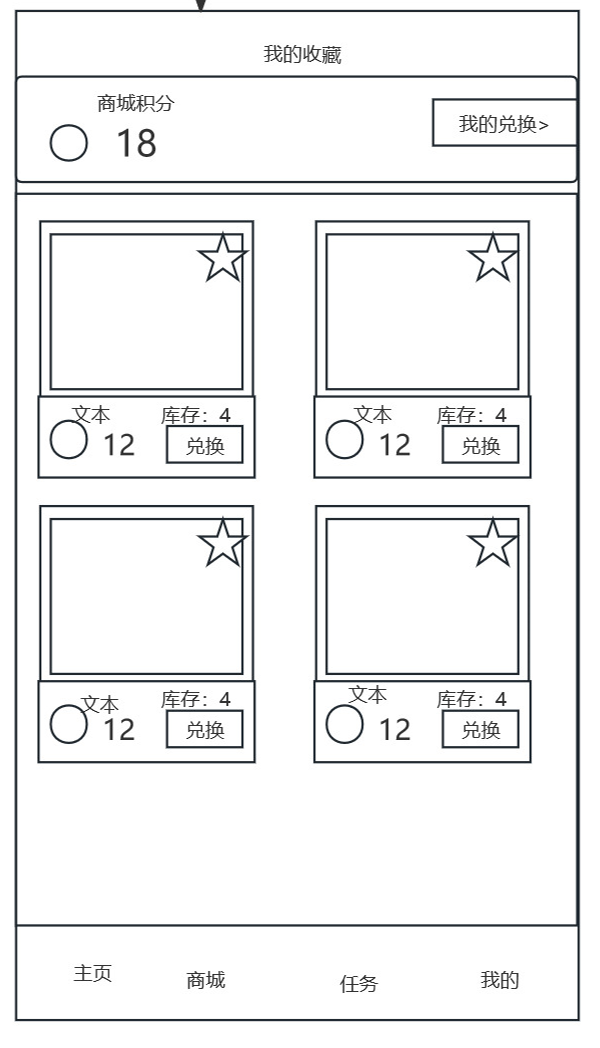 我的收藏
商城积分
18
我的兑换>
文本 库存：4
12 兑换
文本 库存：4
12 兑换
文本 库存：4
12 兑换
文本 库存：4
12 兑换
主页 商城 任务 我的